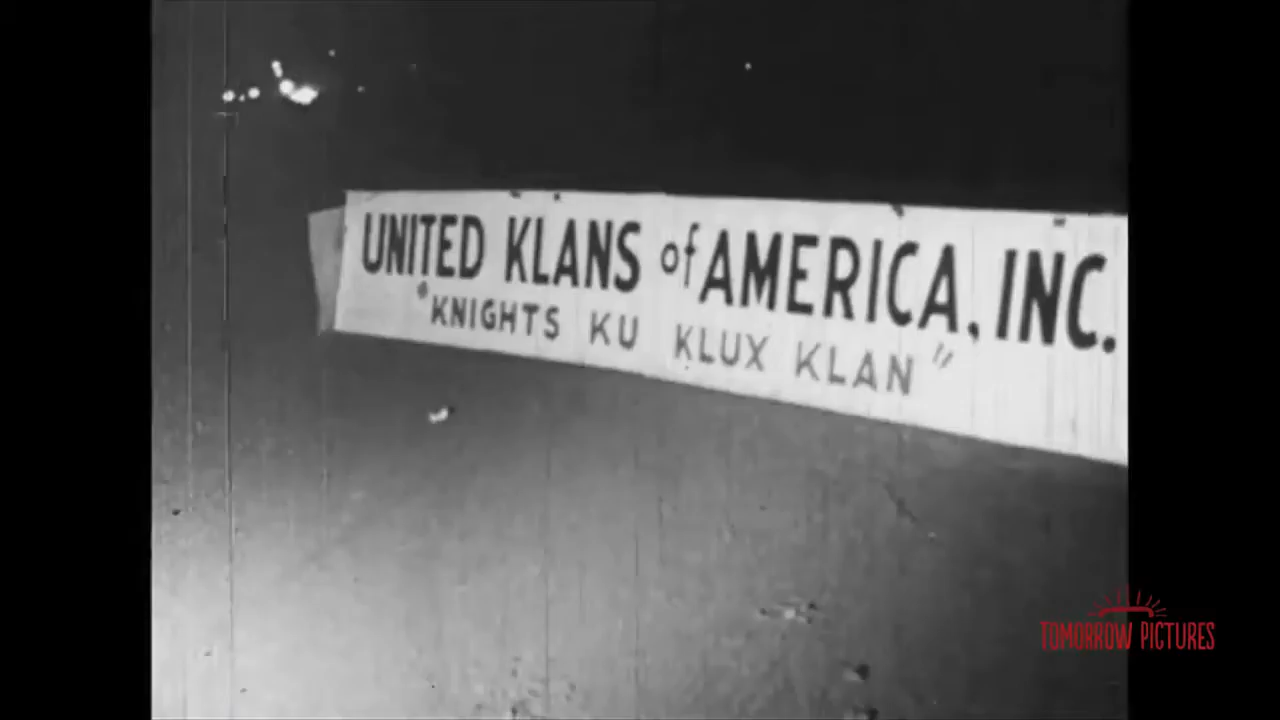 UNITED KLANS of AMERICA, INC.
"KNIGHTS KU KLUX KLAN"
TOMORROW PICTURES